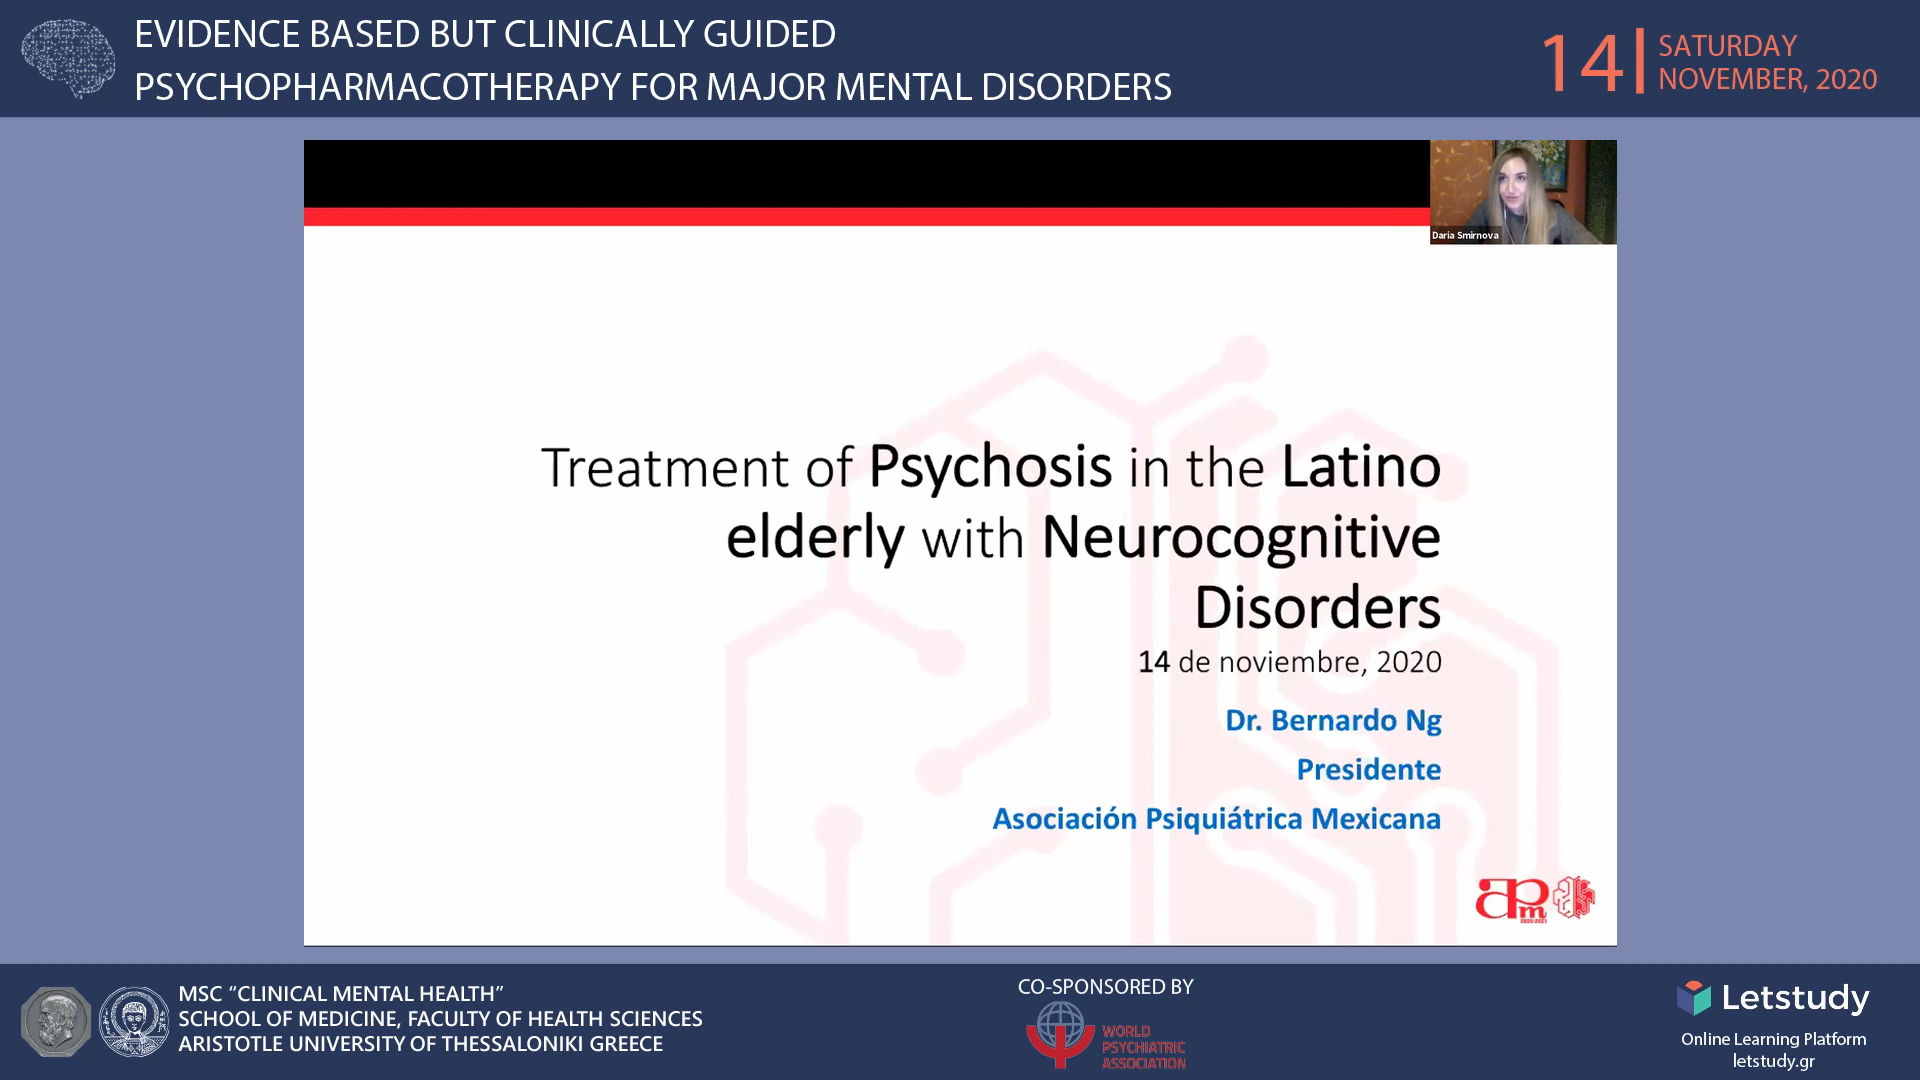 EVIDENCE BASED BUT CLINICALLY GUIDED
PSYCHOPHARMACOTHERAPY FOR MAJOR MENTAL DISORDERS
14
SATURDAY
NOVEMBER, 2020
Daria Smirnova
Treatment of Psychosis in the Latino
elderly with Neurocognitive
Disorders
14 de noviembre, 2020
Dr. Bernardo Ng
Presidente
Asociación Psiquiátrica Mexicana
apm
2020-2021
MSC “CLINICAL MENTAL HEALTH”
SCHOOL OF MEDICINE, FACULTY OF HEALTH SCIENCES
ARISTOTLE UNIVERSITY OF THESSALONIKI GREECE
CO-SPONSORED BY
WORLD
PSYCHIATRIC
ASSOCIATION
Letstudy
Online Learning Platform
letstudy.gr